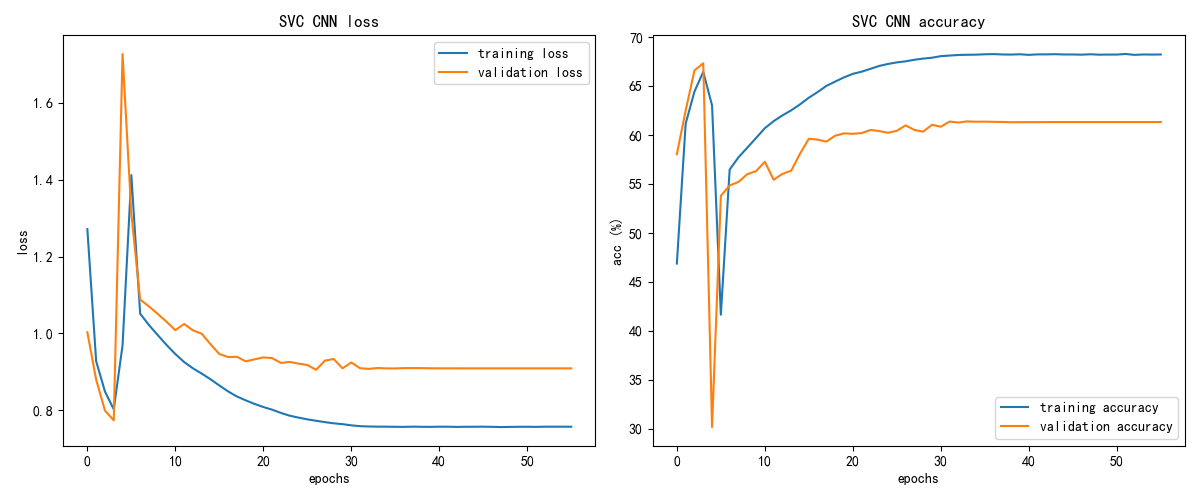 SVC CNN loss
training loss
validation loss
1.6
1.4
1.2
1.0
0.8
loss
0 10 20 30 40 50
epochs
SVC CNN accuracy
70
65
60
55
50
45
40
35
30
acc (%)
training accuracy
validation accuracy
0 10 20 30 40 50
epochs